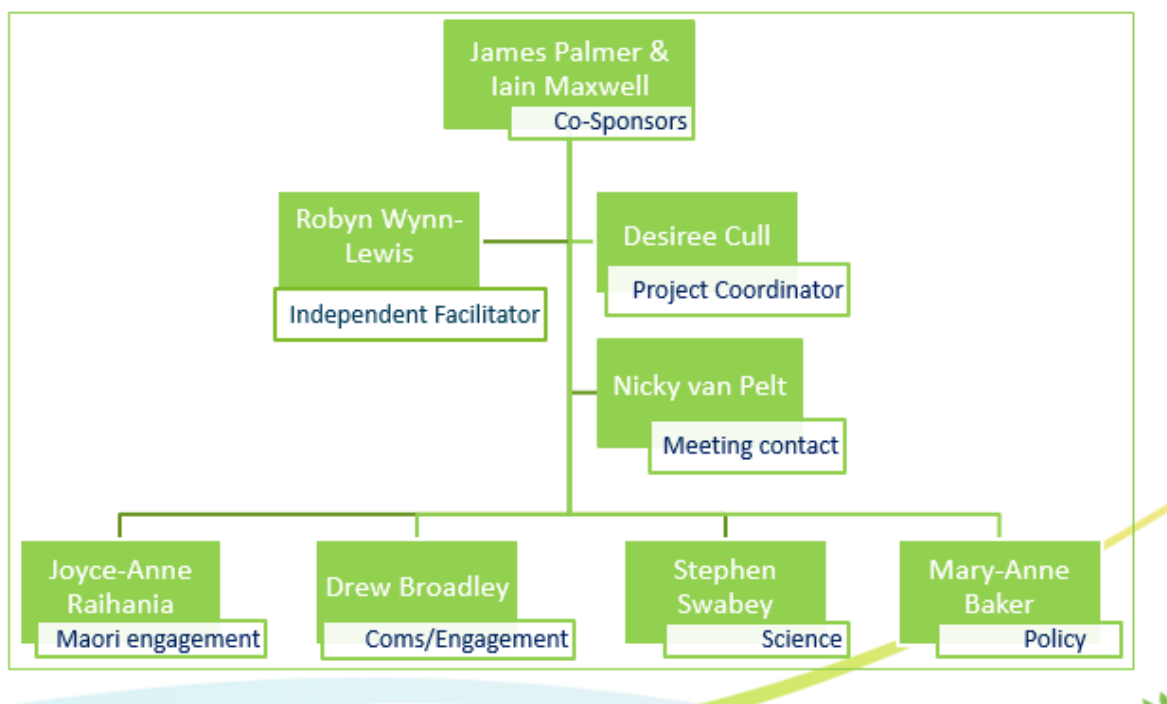 James Palmer &
Iain Maxwell
Co-Sponsors
Robyn Wynn-
Lewis
Independent Facilitator
Desiree Cull
Project Coordinator
Nicky van Pelt
Meeting contact
Joyce-Anne
Raihania
Maori engagement
Drew Broadley
Coms/Engagement
Stephen
Swabey
Science
Mary-Anne
Baker
Policy